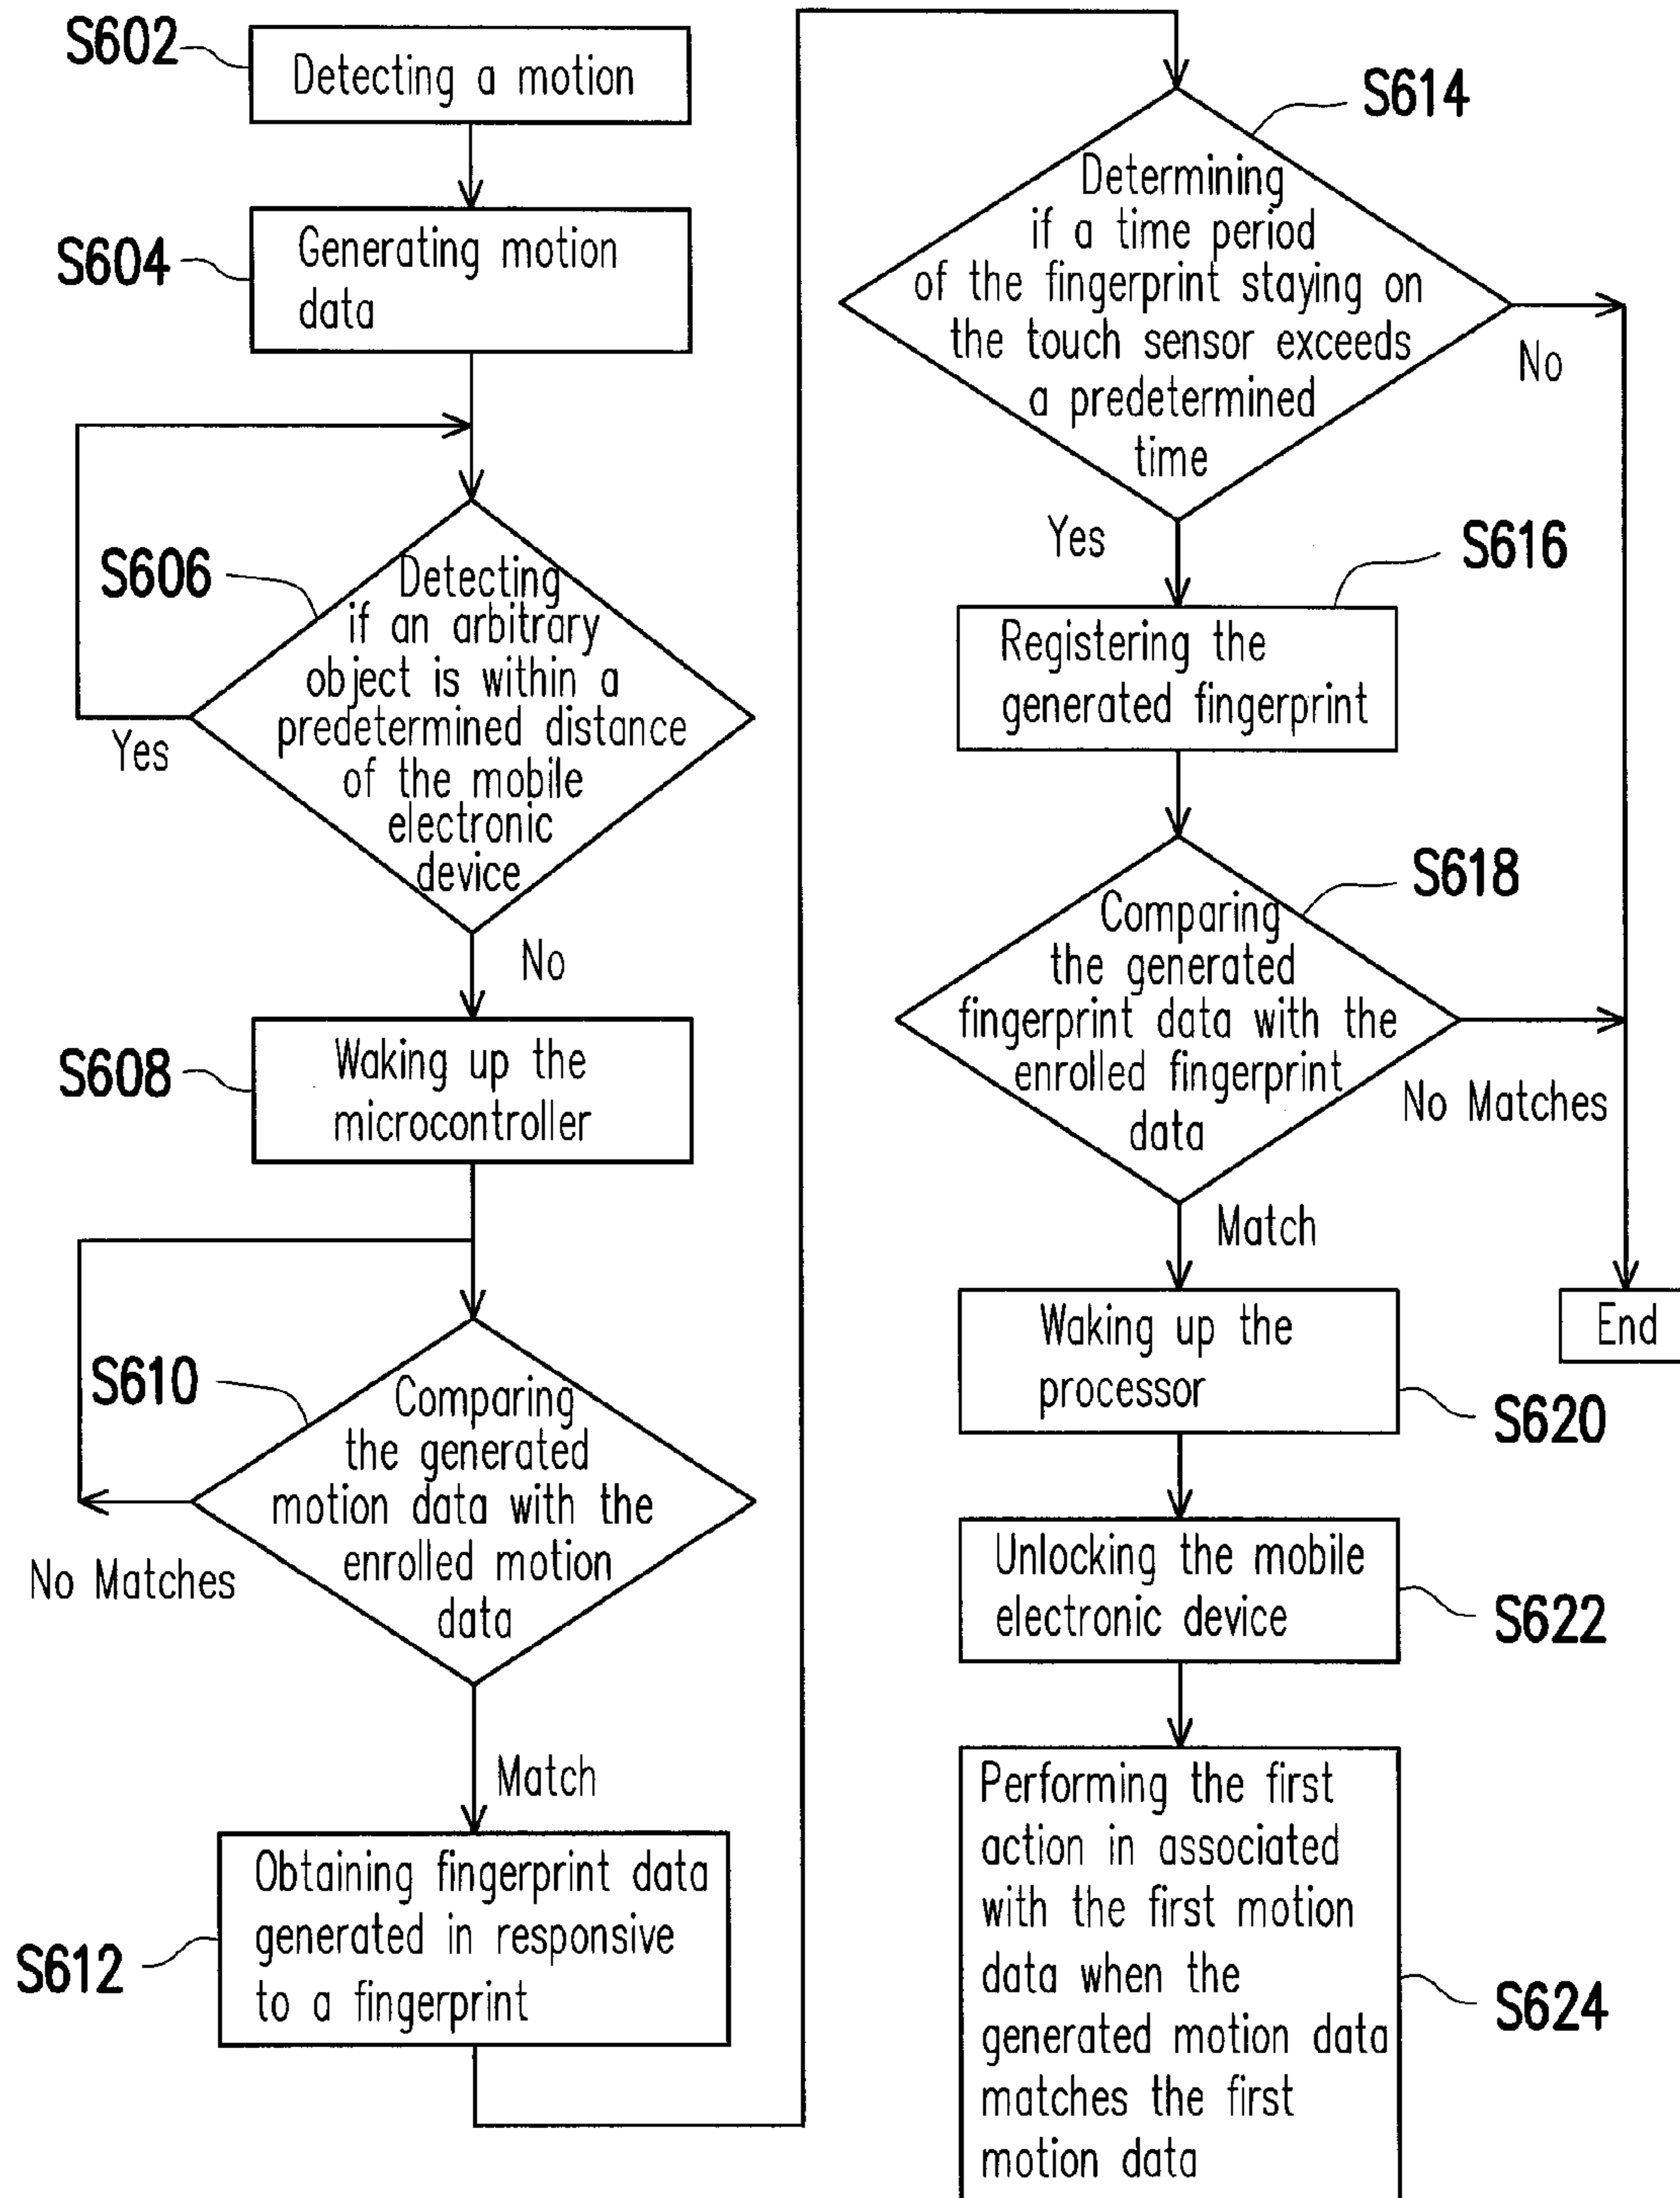 S602
Detecting a motion
S604
Generating motion
data
S606
Detecting
if an arbitrary
object is within a
predetermined distance
of the mobile
electronic
device
Yes
No
S608
Waking up the
microcontroller
S610
Comparing
the generated
motion data with the
enrolled motion
data
No Matches
Match
S612
Obtaining fingerprint data
generated in responsive
to a fingerprint
S614
Determining
if a time period
of the fingerprint staying on
the touch sensor exceeds
a predetermined
time
No
Yes
S616
Registering the
generated fingerprint
S618
Comparing
the generated
fingerprint data with the
enrolled fingerprint
data
No Matches
Match
End
Waking up the
processor
S620
Unlocking the mobile
electronic device
S622
Performing the first
action in associated
with the first motion
data when the
generated motion data
matches the first
motion data
S624